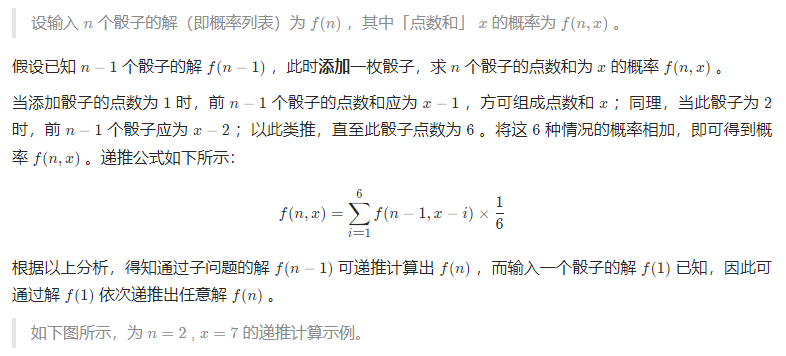 设输入 n 个骰子的解（即概率列表）为 f(n) ，其中「点数和」 x 的概率为 f(n, x) 。
假设已知 n − 1 个骰子的解 f(n − 1) ，此时添加一枚骰子，求 n 个骰子的点数和为 x 的概率 f(n, x) 。
当添加骰子的点数为 1 时，前 n − 1 个骰子的点数和应为 x − 1 ，方可组成点数和 x ；同理，当此骰子为 2
时，前 n − 1 个骰子应为 x − 2 ；以此类推，直至此骰子点数为 6 。将这 6 种情况的概率相加，即可得到概
率 f(n, x) 。递推公式如下所示：
f(n, x) = ∑_{i=1}^{6} f(n − 1, x − i) × 1/6
根据以上分析，得知通过子问题的解 f(n − 1) 可递推计算出 f(n) ，而输入一个骰子的解 f(1) 已知，因此可
通过解 f(1) 依次递推出任意解 f(n) 。
如下图所示，为 n = 2 , x = 7 的递推计算示例。